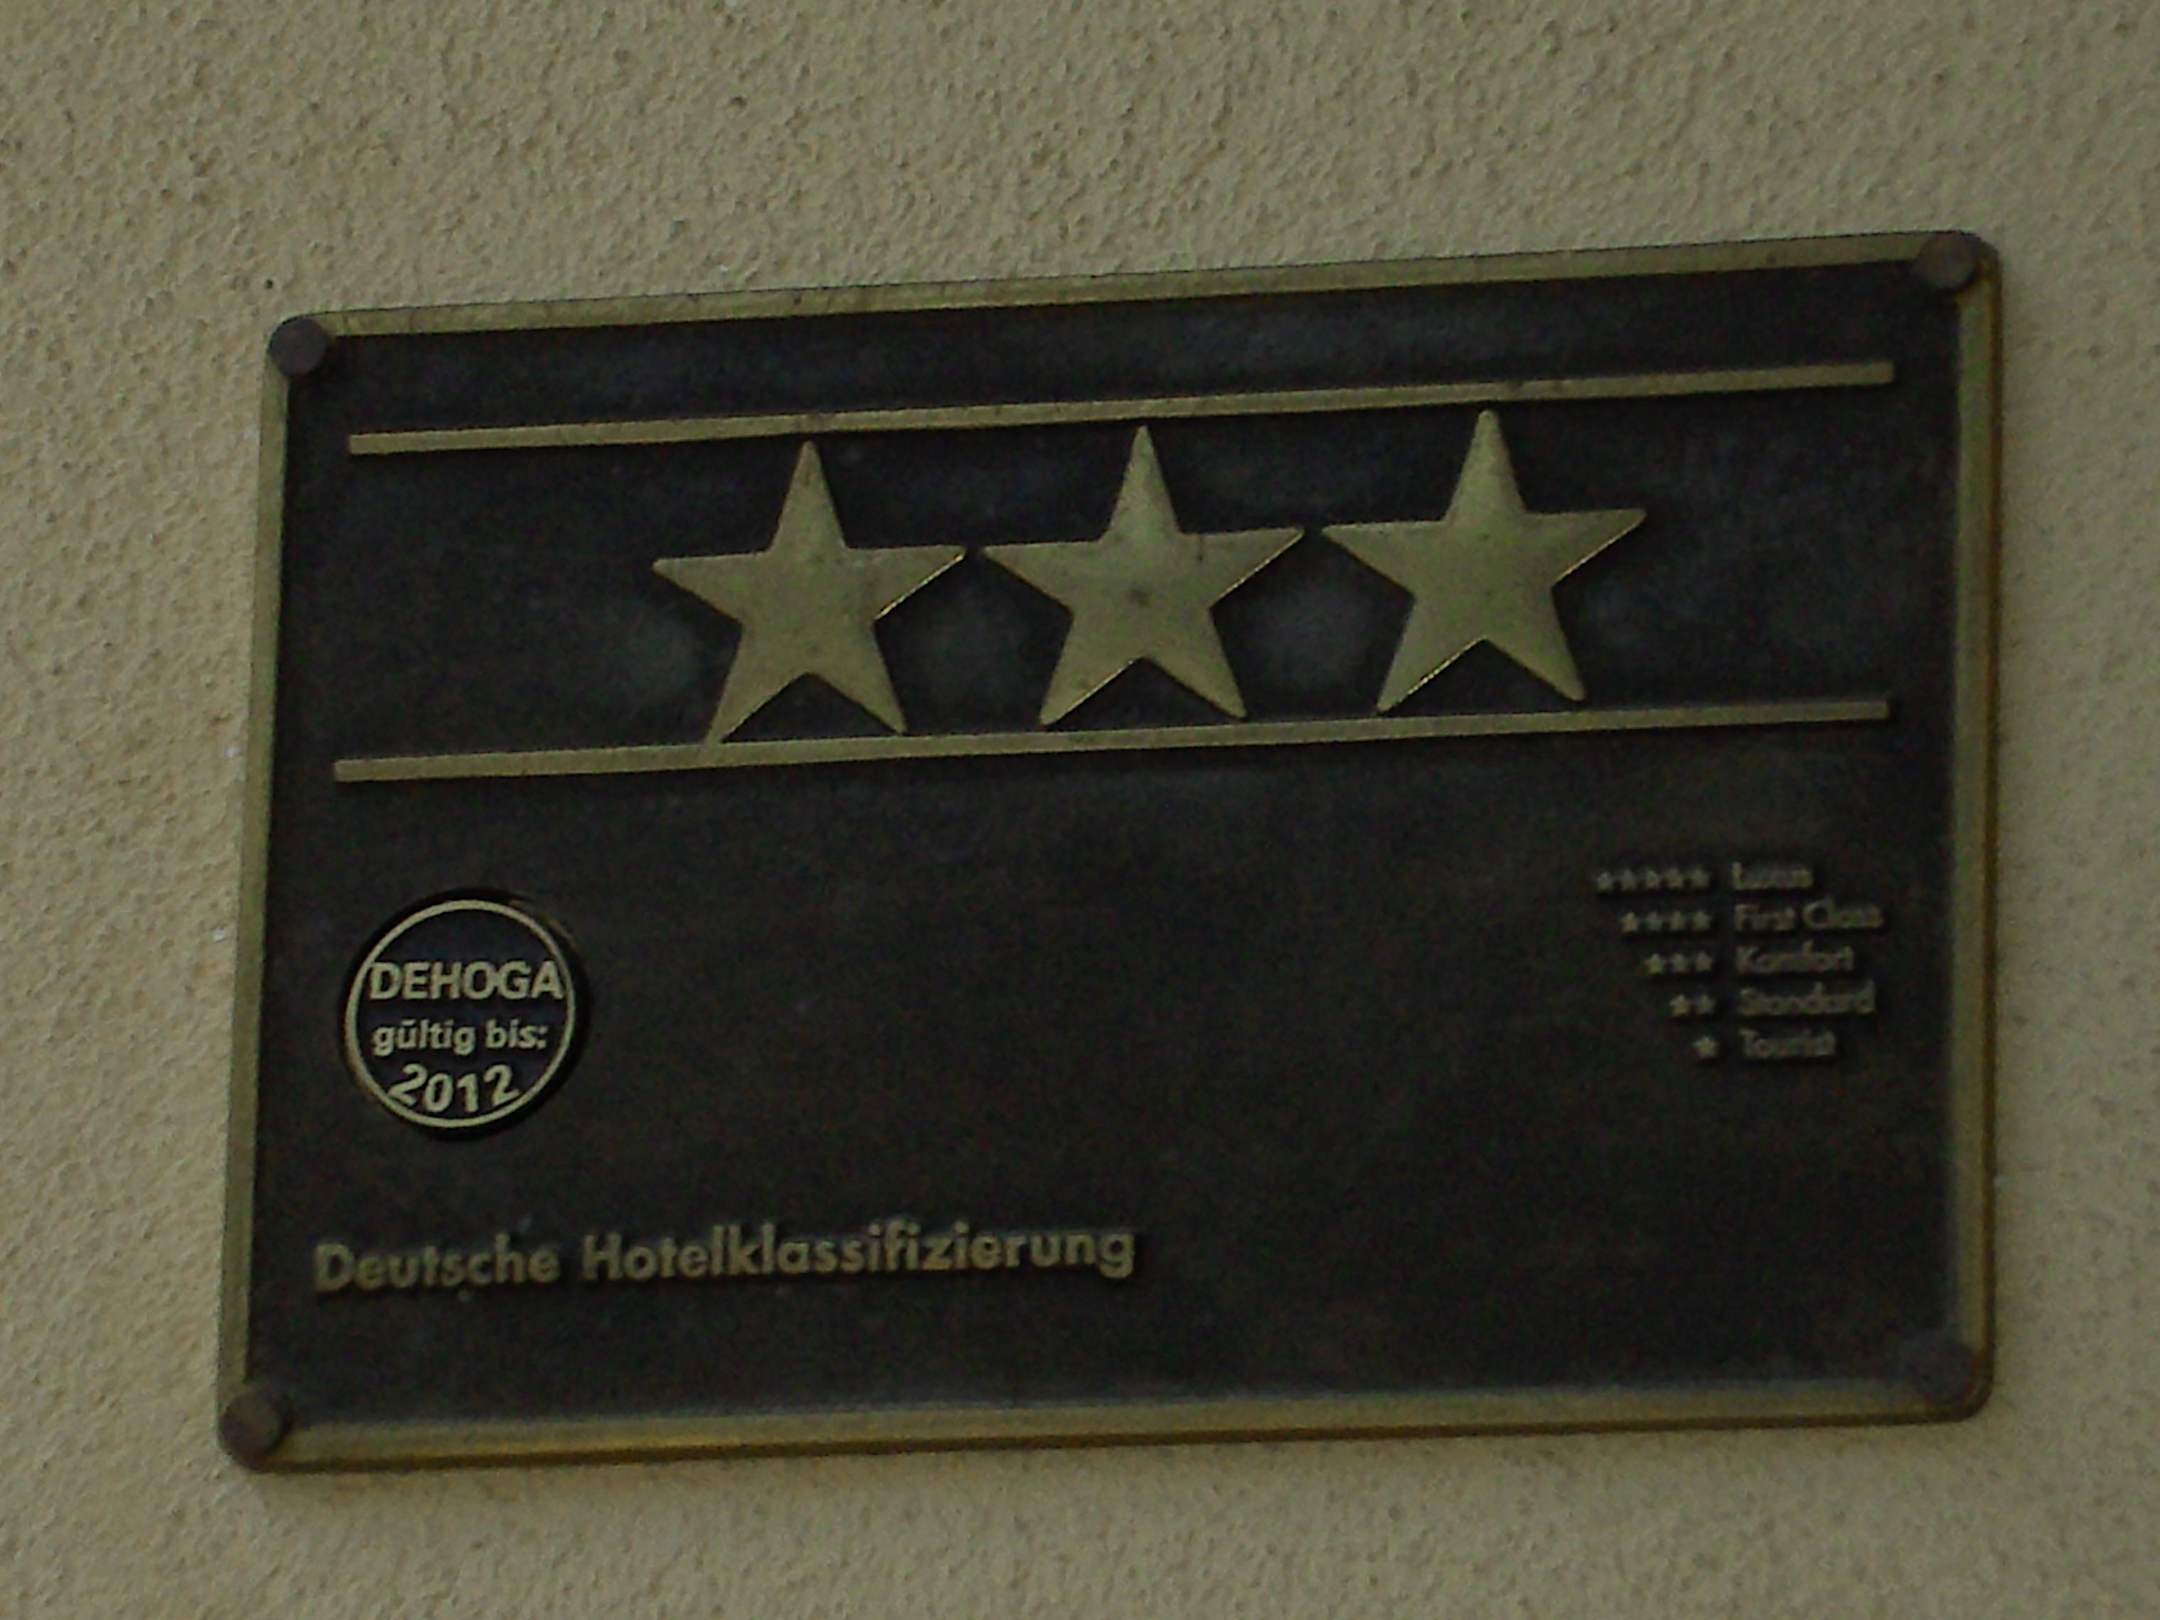 DEHOGA
gültig bis:
2012
***** Luxus
**** First Class
*** Komfort
** Standard
* Tourist
Deutsche Hotelklassifizierung